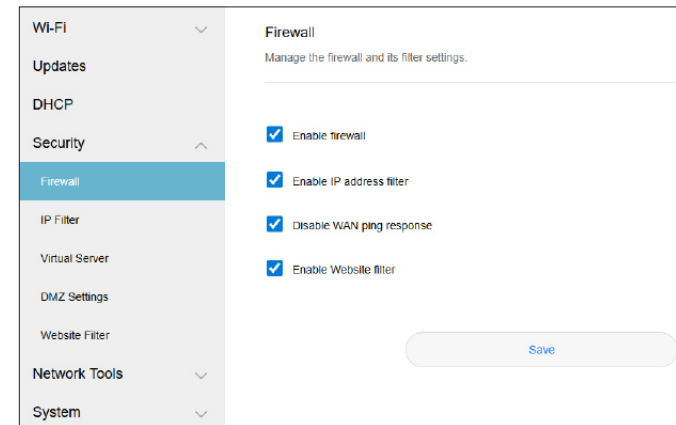 Wi-Fi
Updates
DHCP
Security
Firewall
IP Filter
Virtual Server
DMZ Settings
Website Filter
Network Tools
System
Firewall
Manage the firewall and its filter settings.
Enable firewall
Enable IP address filter
Disable WAN ping response
Enable Website filter
Save